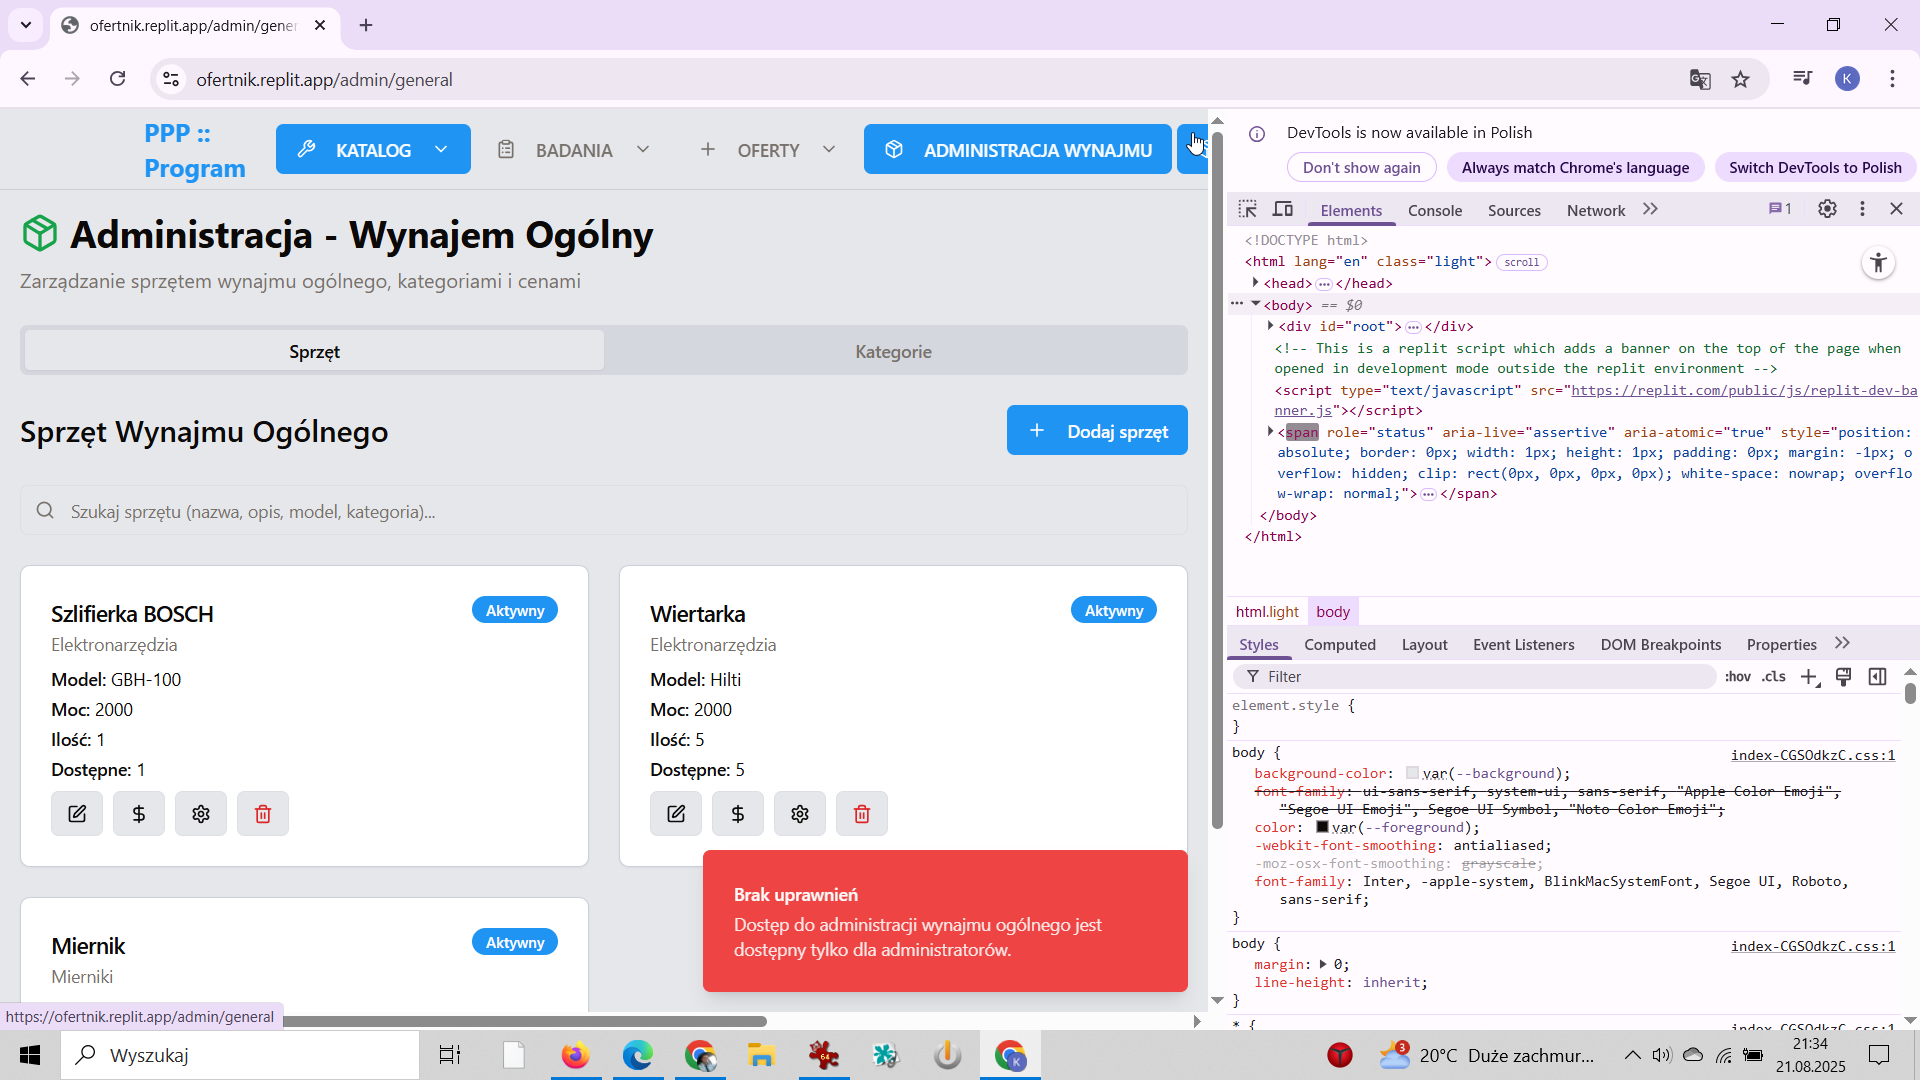 ofertnik.replit.app/admin/gener
ofertnik.replit.app/admin/general
K
PPP ::
Program
KATALOG
BADANIA
OFERTY
ADMINISTRACJA WYNAJMU
Administracja - Wynajem Ogólny
Zarządzanie sprzętem wynajmu ogólnego, kategoriami i cenami
Sprzęt
Kategorie
Sprzęt Wynajmu Ogólnego
Dodaj sprzęt
Szukaj sprzętu (nazwa, opis, model, kategoria)...
Szlifierka BOSCH
Aktywny
Elektronarzędzia
Model: GBH-100
Moc: 2000
Ilość: 1
Dostępne: 1
Wiertarka
Aktywny
Elektronarzędzia
Model: Hilti
Moc: 2000
Ilość: 5
Dostępne: 5
Miernik
Aktywny
Mierniki
Brak uprawnień
Dostęp do administracji wynajmu ogólnego jest
dostępny tylko dla administratorów.
https://ofertnik.replit.app/admin/general
DevTools is now available in Polish
Don't show again
Always match Chrome's language
Switch DevTools to Polish
Elements
Console
Sources
Network
1
<!DOCTYPE html>
<html lang="en" class="light"> scroll
<head> … </head>
<body> == $0
<div id="root"> … </div>
<!-- This is a replit script which adds a banner on the top of the page when
opened in development mode outside the replit environment -->
<script type="text/javascript" src="https://replit.com/public/js/replit-dev-ba
nner.js"></script>
<span role="status" aria-live="assertive" aria-atomic="true" style="position:
absolute; border: 0px; width: 1px; height: 1px; padding: 0px; margin: -1px; o
verflow: hidden; clip: rect(0px, 0px, 0px, 0px); white-space: nowrap; overflo
w-wrap: normal;"> … </span>
</body>
</html>
html.light
body
Styles
Computed
Layout
Event Listeners
DOM Breakpoints
Properties
Filter
:hov
.cls
element.style {
}
body {
index-CGSOdkzC.css:1
background-color: var(--background);
font-family: ui-sans-serif, system-ui, sans-serif, "Apple Color Emoji",
"Segoe UI Emoji", Segoe UI Symbol, "Noto Color Emoji";
color: var(--foreground);
-webkit-font-smoothing: antialiased;
-moz-osx-font-smoothing: grayscale;
font-family: Inter, -apple-system, BlinkMacSystemFont, Segoe UI, Roboto,
sans-serif;
}
body {
index-CGSOdkzC.css:1
margin: 0;
line-height: inherit;
}
* {
index-CGSOdkzC.css:1
Wyszukaj
64
K
3
20°C Duże zachmur...
21:34
21.08.2025